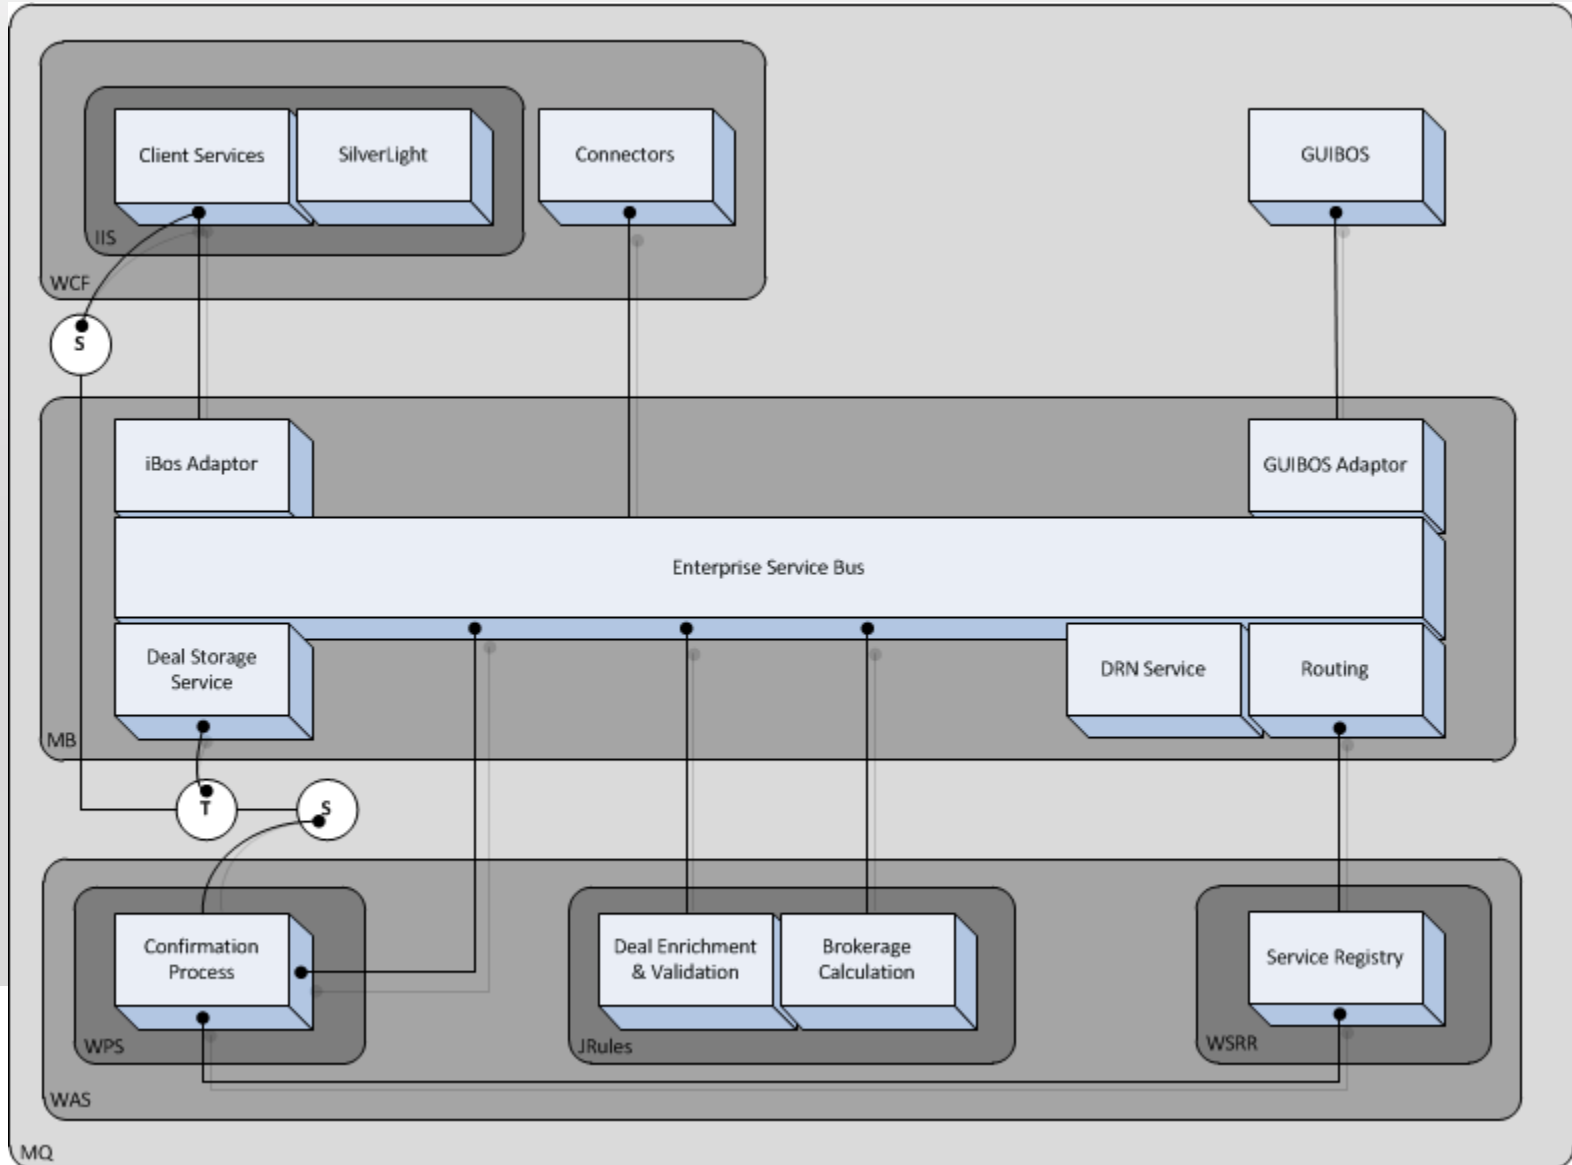 Client Services
SilverLight
Connectors
GUIBOS
IIS
WCF
S
iBos Adaptor
GUIBOS Adaptor
Enterprise Service Bus
Deal Storage
Service
DRN Service
Routing
MB
T
S
Confirmation
Process
Deal Enrichment
& Validation
Brokerage
Calculation
Service Registry
WPS
JRules
WSRR
WAS
MQ